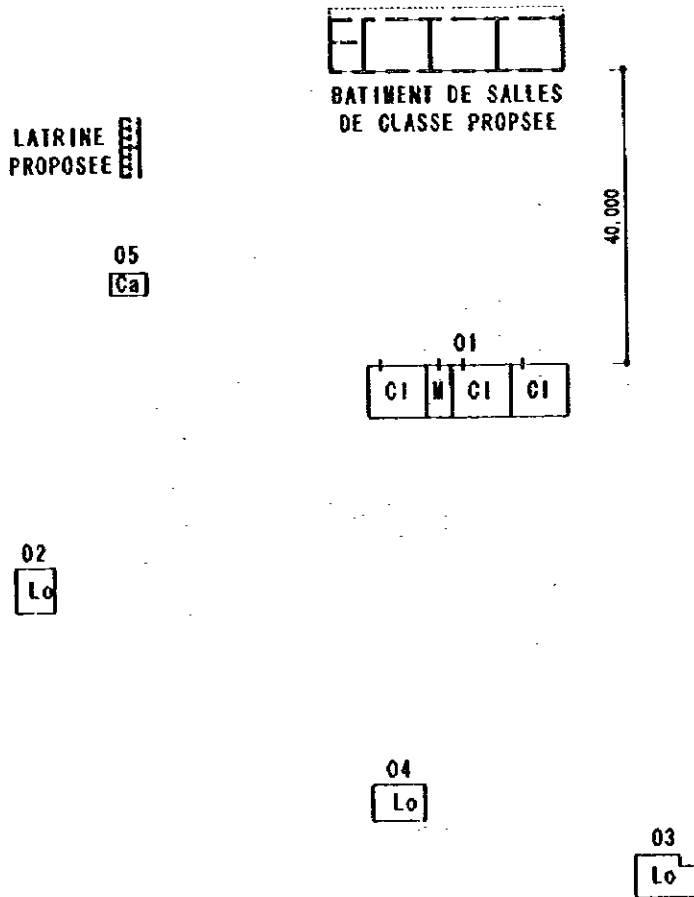 BATIMENT DE SALLES
DE CLASSE PROPSEE
LATRINE
PROPOSEE
40,000
05
Ca
01
Cl M Cl Cl
02
Lo
04
Lo
03
Lo